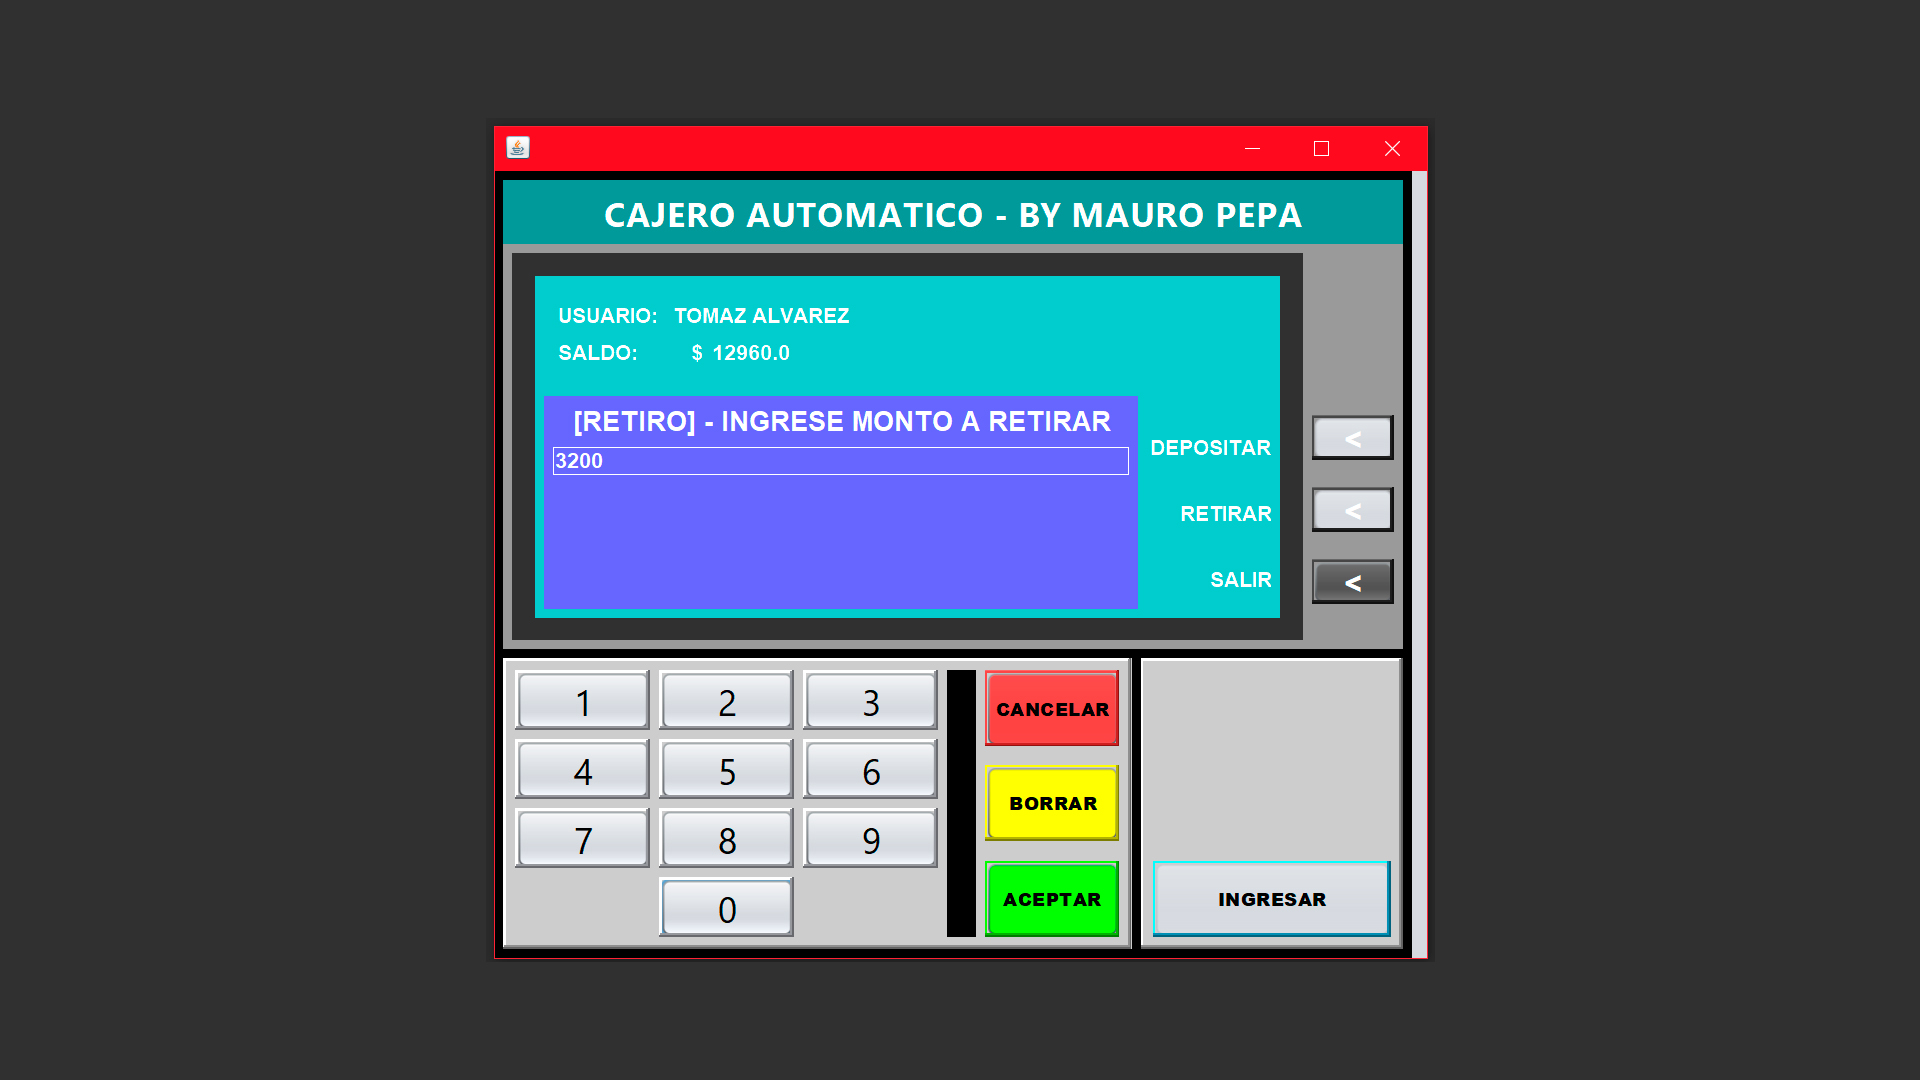 CAJERO AUTOMATICO - BY MAURO PEPA
USUARIO: TOMAZ ALVAREZ
SALDO: $ 12960.0
[RETIRO] - INGRESE MONTO A RETIRAR
3200
DEPOSITAR <
RETIRAR <
SALIR <
1 2 3
4 5 6
7 8 9
0
CANCELAR
BORRAR
ACEPTAR
INGRESAR